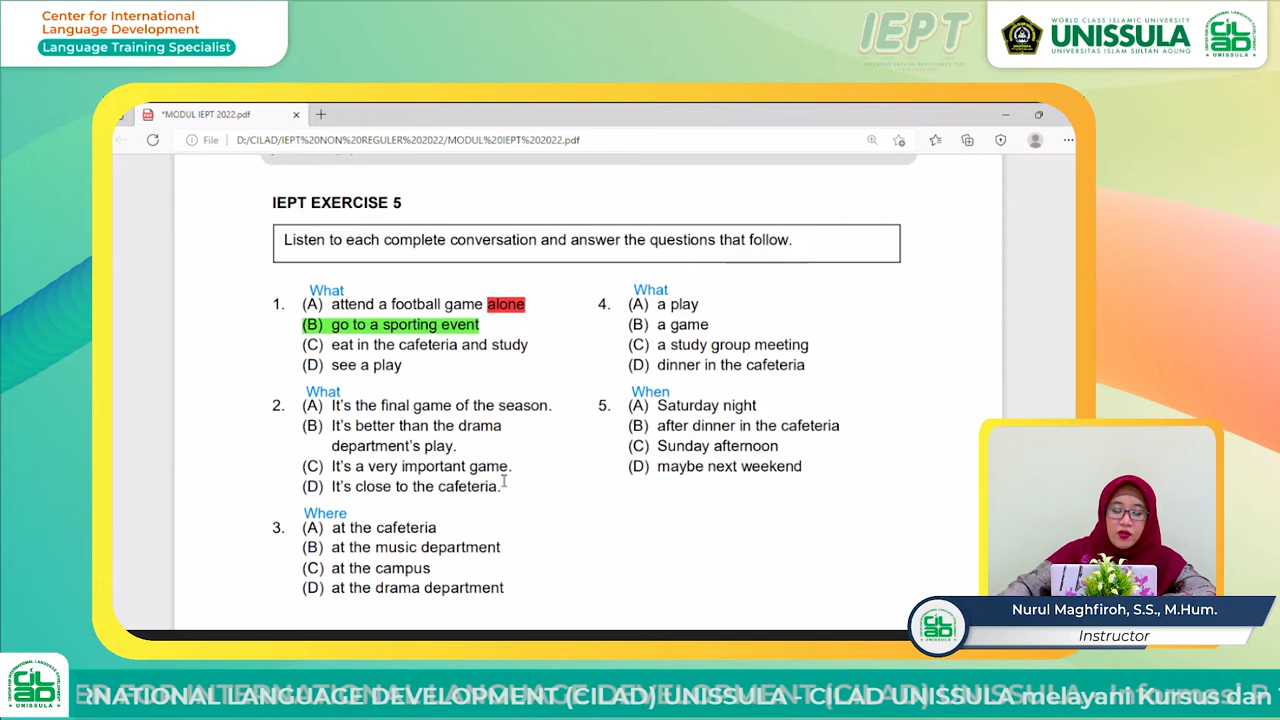 Center for International
Language Development
Language Training Specialist
IEPT
WORLD CLASS ISLAMIC UNIVERSITY
UNISSULA
UNIVERSITAS ISLAM SULTAN AGUNG
CILAD
UNISSULA
*MODUL IEPT 2022.pdf
File
D:/CILAD/IEPT%20NON%20REGULER%202022/MODUL%20IEPT%202022.pdf
IEPT EXERCISE 5
Listen to each complete conversation and answer the questions that follow.
What
1. (A) attend a football game alone
(B) go to a sporting event
(C) eat in the cafeteria and study
(D) see a play
What
2. (A) It's the final game of the season.
(B) It's better than the drama
department's play.
(C) It's a very important game.
(D) It's close to the cafeteria.
Where
3. (A) at the cafeteria
(B) at the music department
(C) at the campus
(D) at the drama department
What
4. (A) a play
(B) a game
(C) a study group meeting
(D) dinner in the cafeteria
When
5. (A) Saturday night
(B) after dinner in the cafeteria
(C) Sunday afternoon
(D) maybe next weekend
Nurul Maghfiroh, S.S., M.Hum.
Instructor
CILAD
UNISSULA
RNATIONAL LANGUAGE DEVELOPMENT (CILAD) UNISSULA - CILAD UNISSULA melayani Kursus dan